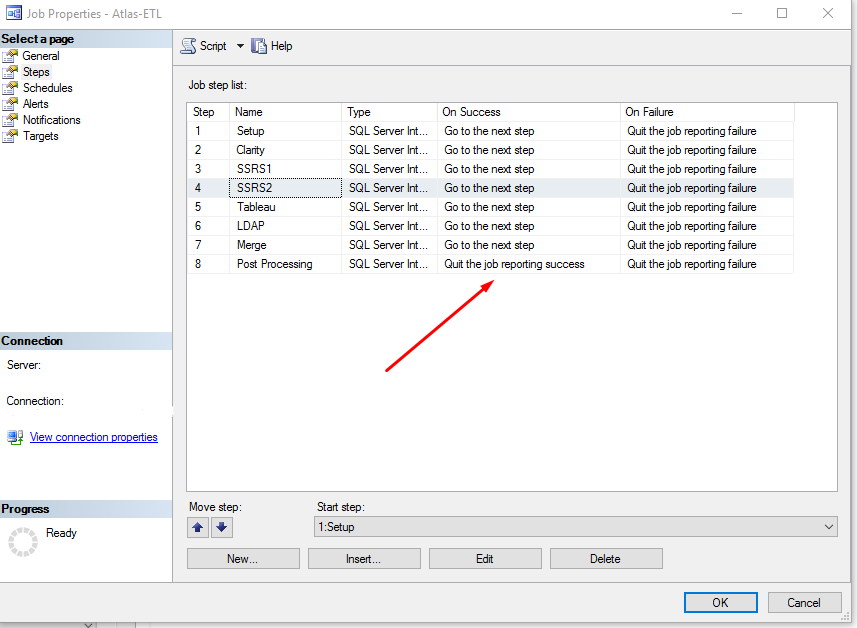 Job Properties - Atlas-ETL
Select a page
General
Steps
Schedules
Alerts
Notifications
Targets
Connection
Server:
Connection:
View connection properties
Progress
Ready
Script Help
Job step list:
Step Name Type On Success On Failure
1 Setup SQL Server Int... Go to the next step Quit the job reporting failure
2 Clarity SQL Server Int... Go to the next step Quit the job reporting failure
3 SSRS1 SQL Server Int... Go to the next step Quit the job reporting failure
4 SSRS2 SQL Server Int... Go to the next step Quit the job reporting failure
5 Tableau SQL Server Int... Go to the next step Quit the job reporting failure
6 LDAP SQL Server Int... Go to the next step Quit the job reporting failure
7 Merge SQL Server Int... Go to the next step Quit the job reporting failure
8 Post Processing SQL Server Int... Quit the job reporting success Quit the job reporting failure
Move step: Start step:
1:Setup
New... Insert... Edit Delete
OK Cancel